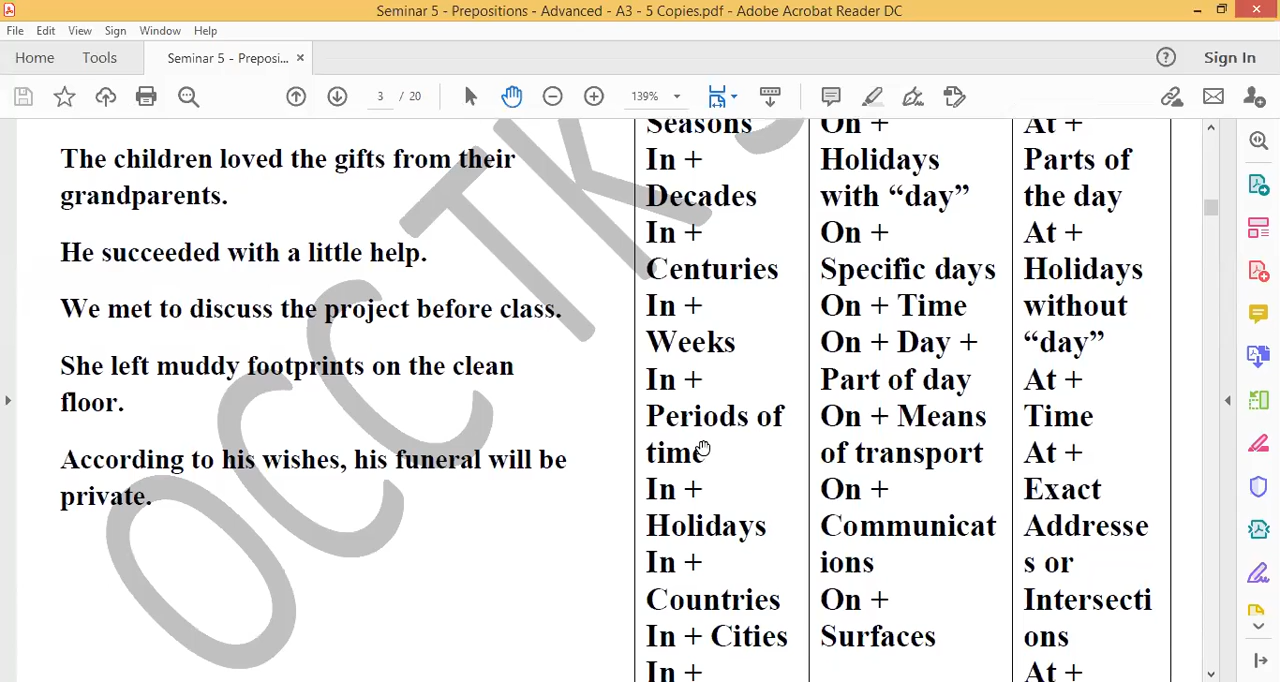 Seminar 5 - Prepositions - Advanced - A3 - 5 Copies.pdf - Adobe Acrobat Reader DC
File Edit View Sign Window Help
Home Tools Seminar 5 - Preposi... × Sign In
3 / 20 139%
The children loved the gifts from their
grandparents.
He succeeded with a little help.
We met to discuss the project before class.
She left muddy footprints on the clean
floor.
According to his wishes, his funeral will be
private.
Seasons
In +
Decades
In +
Centuries
In +
Weeks
In +
Periods of
time
In +
Holidays
In +
Countries
In + Cities
In +
On +
Holidays
with “day”
On +
Specific days
On + Time
On + Day +
Part of day
On + Means
of transport
On +
Communicat
ions
On +
Surfaces
At +
Parts of
the day
At +
Holidays
without
“day”
At +
Time
At +
Exact
Addresse
s or
Intersecti
ons
At +
OCC TK